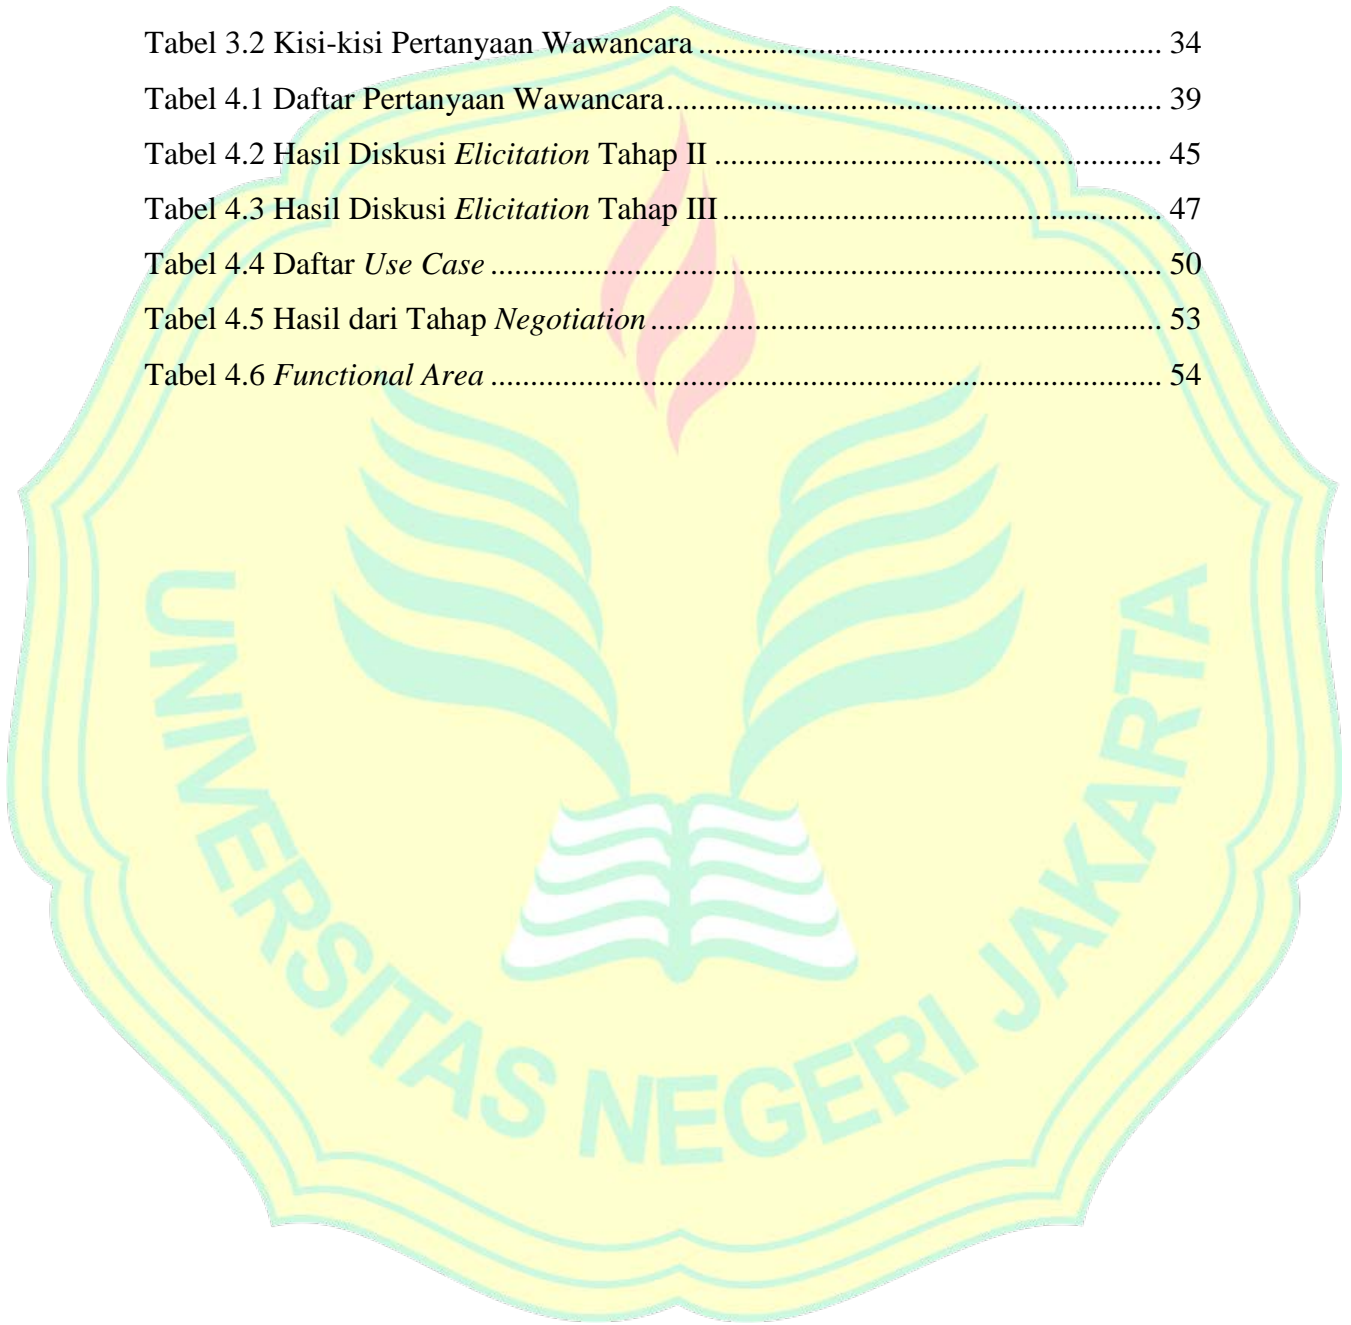 Tabel 3.2 Kisi-kisi Pertanyaan Wawancara ........................................................... 34
Tabel 4.1 Daftar Pertanyaan Wawancara............................................................... 39
Tabel 4.2 Hasil Diskusi Elicitation Tahap II ......................................................... 45
Tabel 4.3 Hasil Diskusi Elicitation Tahap III ........................................................ 47
Tabel 4.4 Daftar Use Case ..................................................................................... 50
Tabel 4.5 Hasil dari Tahap Negotiation ................................................................. 53
Tabel 4.6 Functional Area ..................................................................................... 54
UNIVERSITAS NEGERI JAKARTA